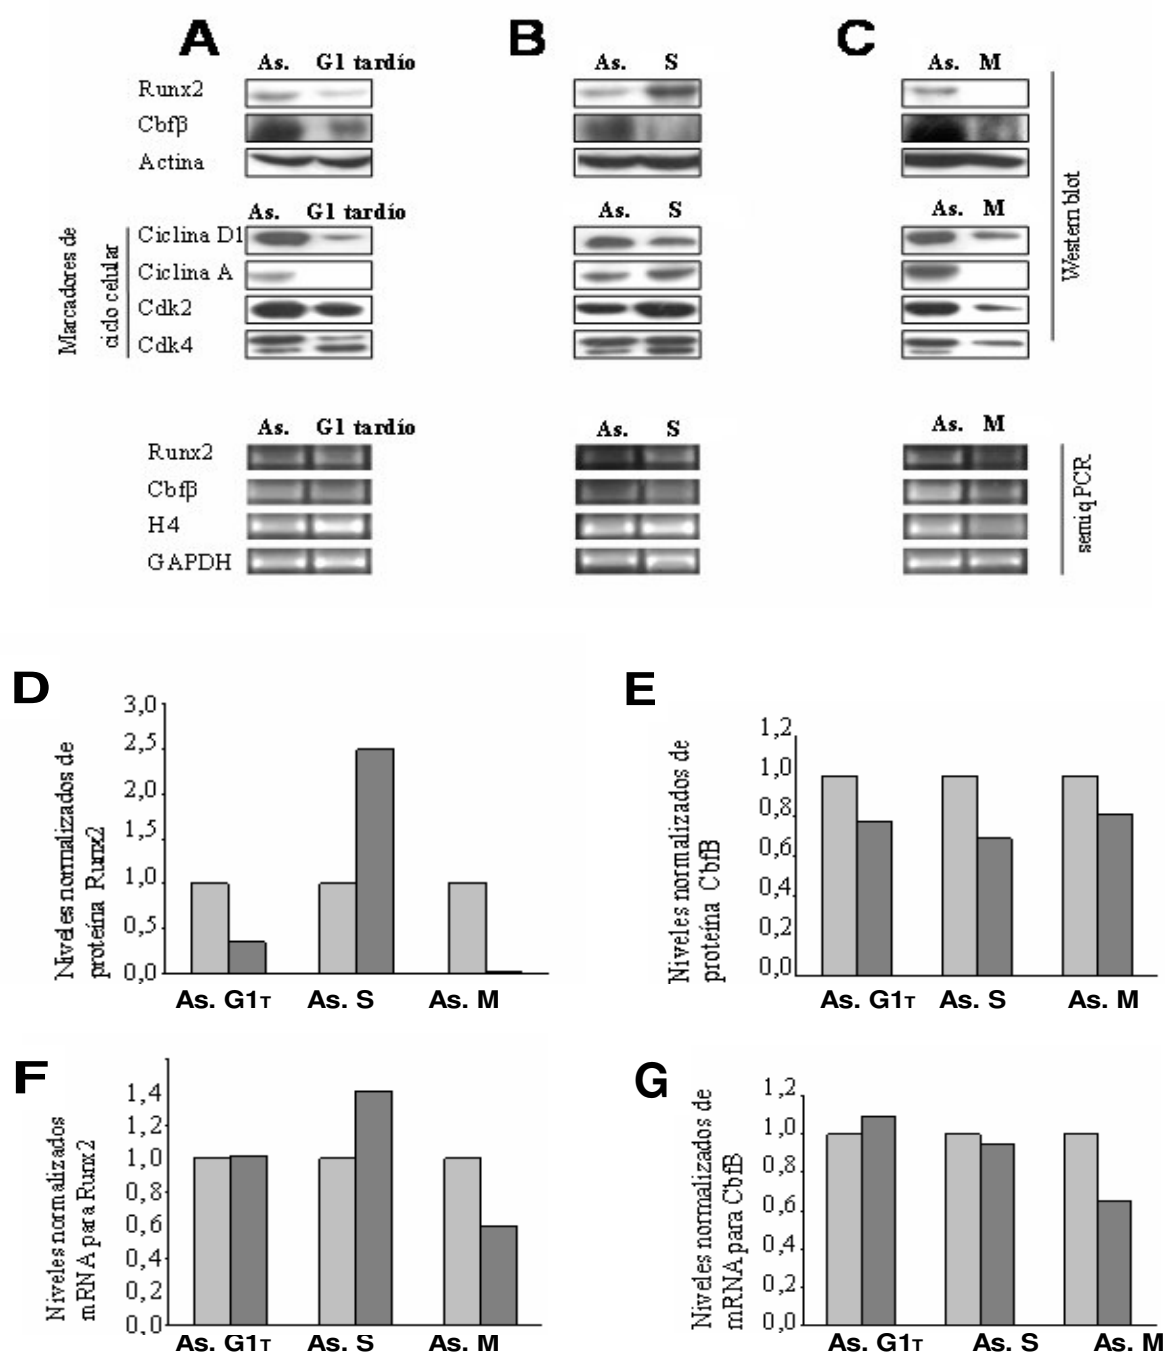 A
B
C
As. G1 tardío
As. S
As. M
Runx2
Cbfβ
Actina
As. G1 tardío
As. S
As. M
Ciclina D1
Ciclina A
Cdk2
Cdk4
Marcadores de
ciclo celular
Western blot
As. G1 tardío
As. S
As. M
Runx2
Cbfβ
H4
GAPDH
semiq PCR
D
Niveles normalizados de
proteína Runx2
3,0
2,5
2,0
1,5
1,0
0,5
0,0
As. G1T As. S As. M
E
Niveles normalizados de
proteína CbfB
1,2
1,0
0,8
0,6
0,4
0,2
0,0
As. G1T As. S As. M
F
Niveles normalizados
mRNA para Runx2
1,4
1,2
1,0
0,8
0,6
0,4
0,2
0,0
As. G1T As. S As. M
G
Niveles normalizados de
mRNA para CbfB
1,2
1,0
0,8
0,6
0,4
0,2
0,0
As. G1T As. S As. M